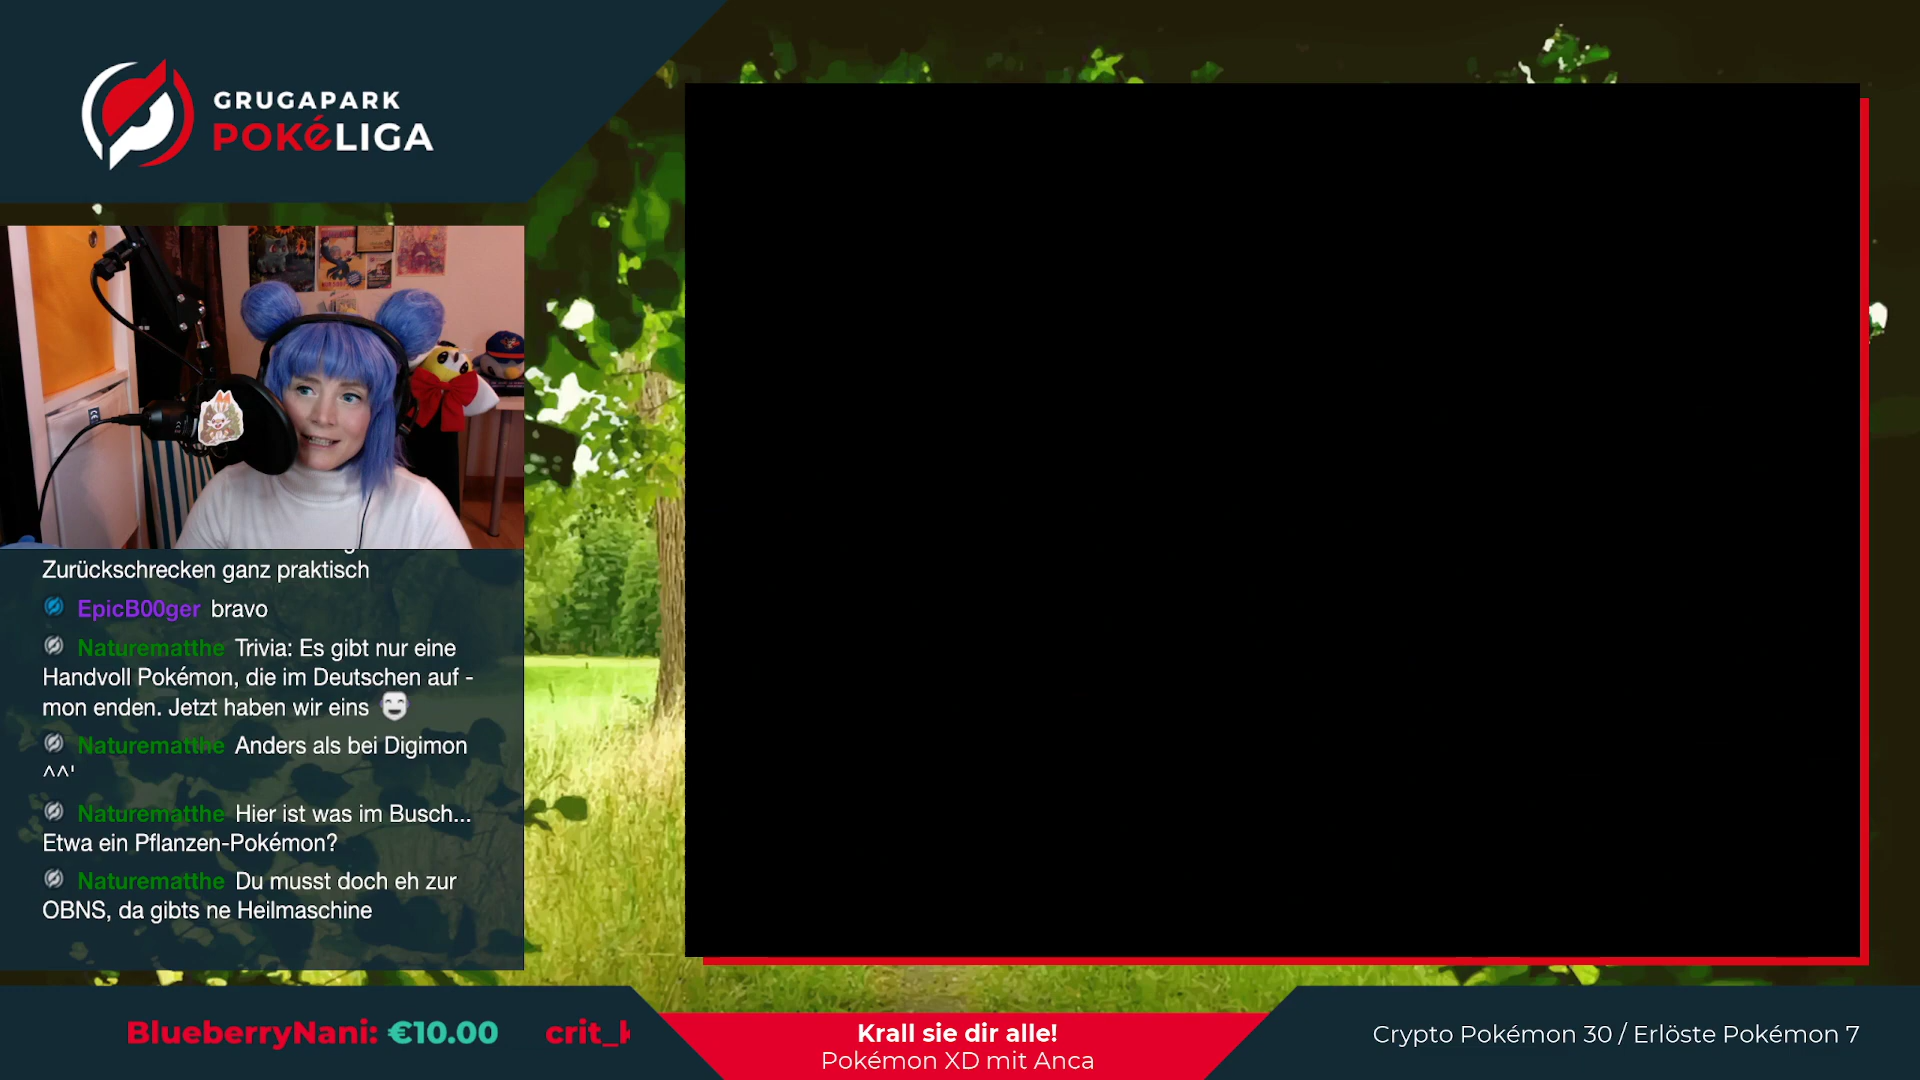 GRUGAPARK
POKéLIGA
Zurückschrecken ganz praktisch
EpicB00ger bravo
Naturematthe Trivia: Es gibt nur eine
Handvoll Pokémon, die im Deutschen auf -
mon enden. Jetzt haben wir eins
Naturematthe Anders als bei Digimon
^^'
Naturematthe Hier ist was im Busch...
Etwa ein Pflanzen-Pokémon?
Naturematthe Du musst doch eh zur
OBNS, da gibts ne Heilmaschine
BlueberryNani: €10.00 crit_
Krall sie dir alle!
Pokémon XD mit Anca
Crypto Pokémon 30 / Erlöste Pokémon 7